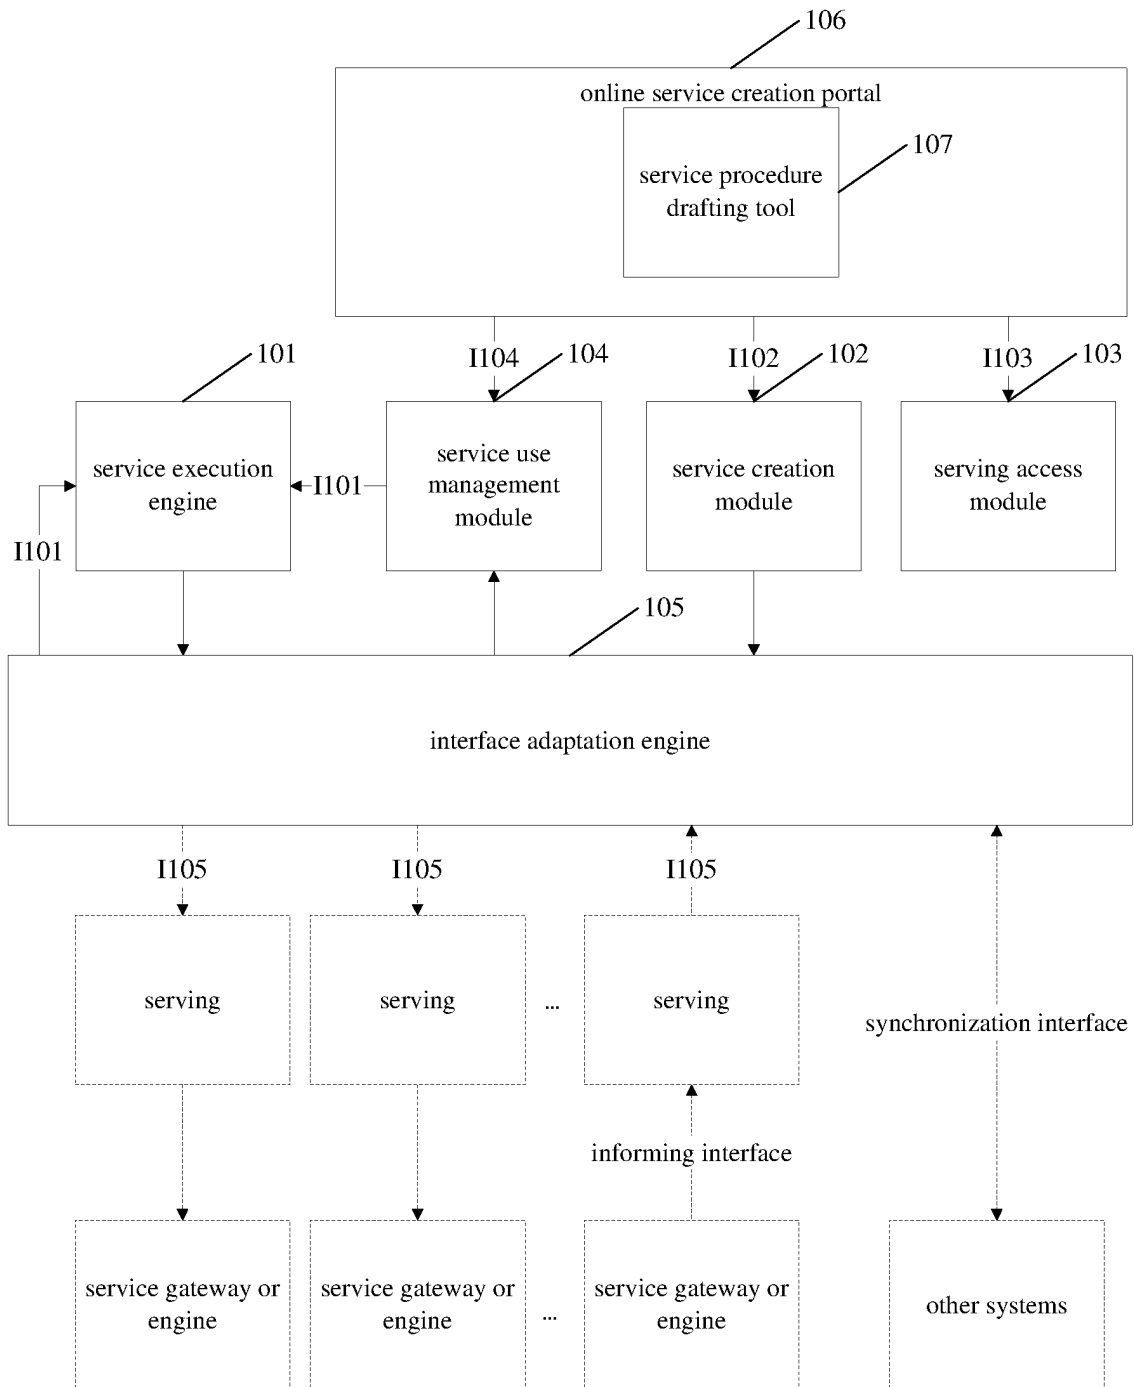 106
online service creation portal
107
service procedure
drafting tool
I104
104
I102
102
I103
103
101
service execution
engine
I101
service use
management
module
service creation
module
serving access
module
I101
105
interface adaptation engine
I105
I105
I105
serving
serving
...
serving
synchronization interface
informing interface
service gateway or
engine
service gateway or
engine
...
service gateway or
engine
other systems